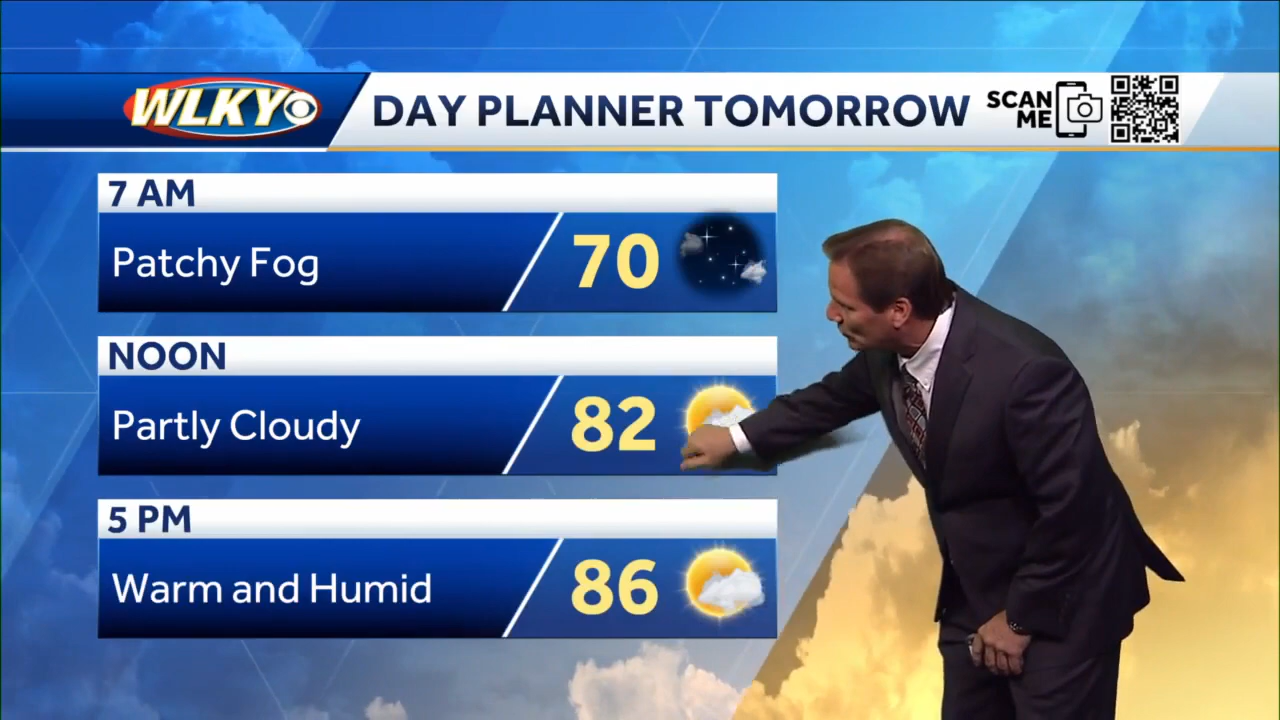 WLKY
DAY PLANNER TOMORROW
SCAN
ME
7 AM
Patchy Fog
70
NOON
Partly Cloudy
82
5 PM
Warm and Humid
86